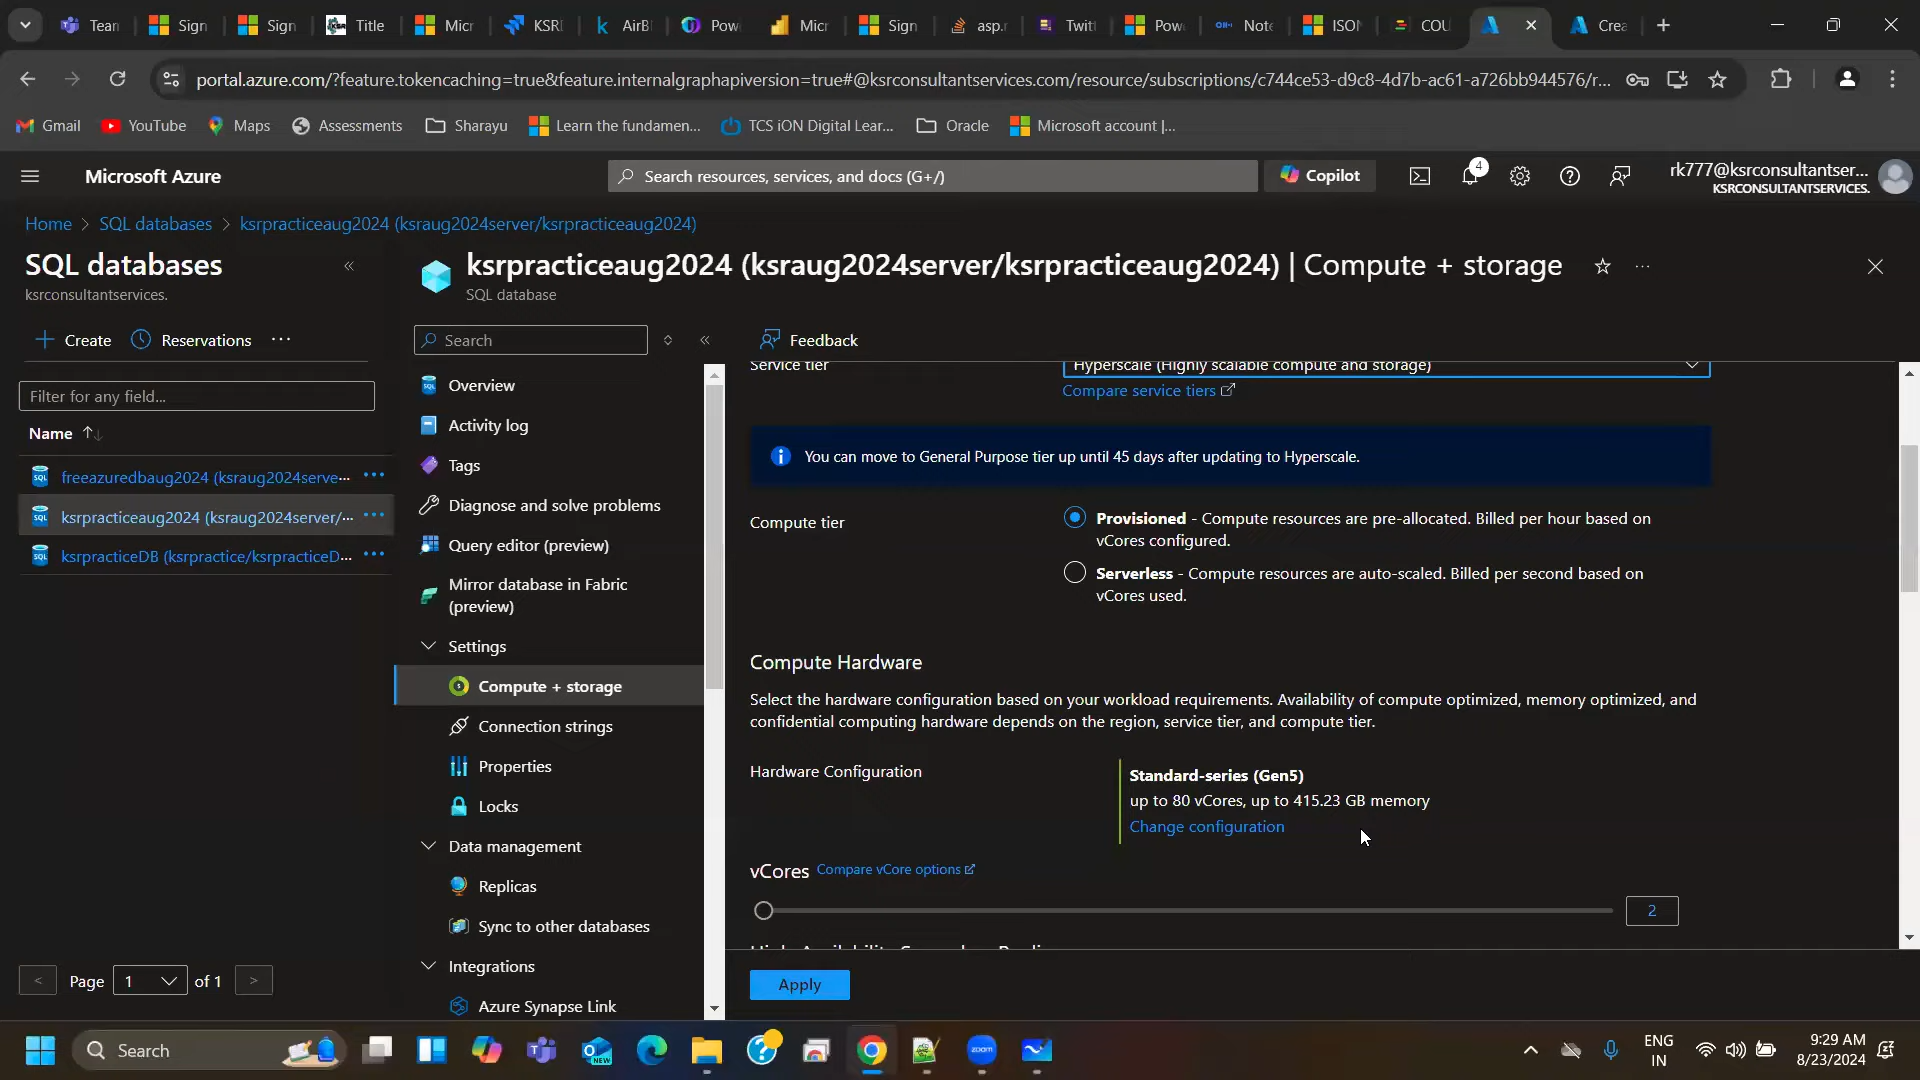 Team
Sign
Sign
Title
Micr
KSRI
AirBl
Pow
Micr
Sign
asp.n
Twitt
Powe
Note
ISON
COU
Crea
portal.azure.com/?feature.tokencaching=true&feature.internalgraphapiversion=true#@ksrconsultantservices.com/resource/subscriptions/c744ce53-d9c8-4d7b-ac61-a726bb944576/r...
Gmail
YouTube
Maps
Assessments
Sharayu
Learn the fundamen...
TCS iON Digital Lear...
Oracle
Microsoft account |...
Microsoft Azure
Search resources, services, and docs (G+/)
Copilot
4
rk777@ksrconsultantser...
KSRCONSULTANTSERVICES.
Home > SQL databases > ksrpracticeaug2024 (ksraug2024server/ksrpracticeaug2024)
SQL databases
ksrconsultantservices.
Create
Reservations
Filter for any field...
Name
freeazuredbaug2024 (ksraug2024serve...
ksrpracticeaug2024 (ksraug2024server/...
ksrpracticeDB (ksrpractice/ksrpracticeD...
< Page 1 of 1 >
ksrpracticeaug2024 (ksraug2024server/ksrpracticeaug2024) | Compute + storage
SQL database
Search
Overview
Activity log
Tags
Diagnose and solve problems
Query editor (preview)
Mirror database in Fabric
(preview)
Settings
Compute + storage
Connection strings
Properties
Locks
Data management
Replicas
Sync to other databases
Integrations
Azure Synapse Link
Feedback
Service tier
Hyperscale (Highly scalable compute and storage)
Compare service tiers
You can move to General Purpose tier up until 45 days after updating to Hyperscale.
Compute tier
Provisioned - Compute resources are pre-allocated. Billed per hour based on
vCores configured.
Serverless - Compute resources are auto-scaled. Billed per second based on
vCores used.
Compute Hardware
Select the hardware configuration based on your workload requirements. Availability of compute optimized, memory optimized, and
confidential computing hardware depends on the region, service tier, and compute tier.
Hardware Configuration
Standard-series (Gen5)
up to 80 vCores, up to 415.23 GB memory
Change configuration
vCores Compare vCore options
2
Apply
Search
zoom
ENG
IN
9:29 AM
8/23/2024